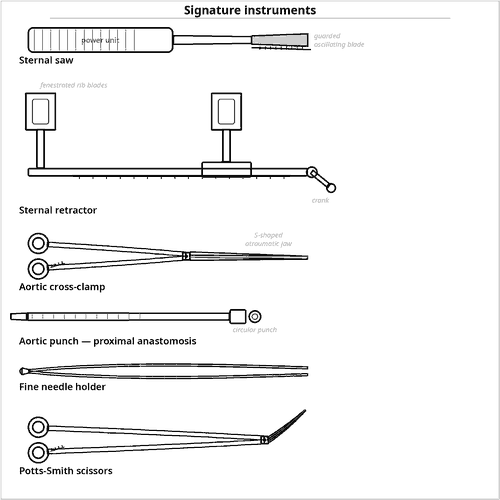 Signature instruments
power unit
guarded
oscillating blade
Sternal saw
fenestrated rib blades
crank
Sternal retractor
S-shaped
atraumatic jaw
Aortic cross-clamp
circular punch
Aortic punch — proximal anastomosis
Fine needle holder
Potts-Smith scissors